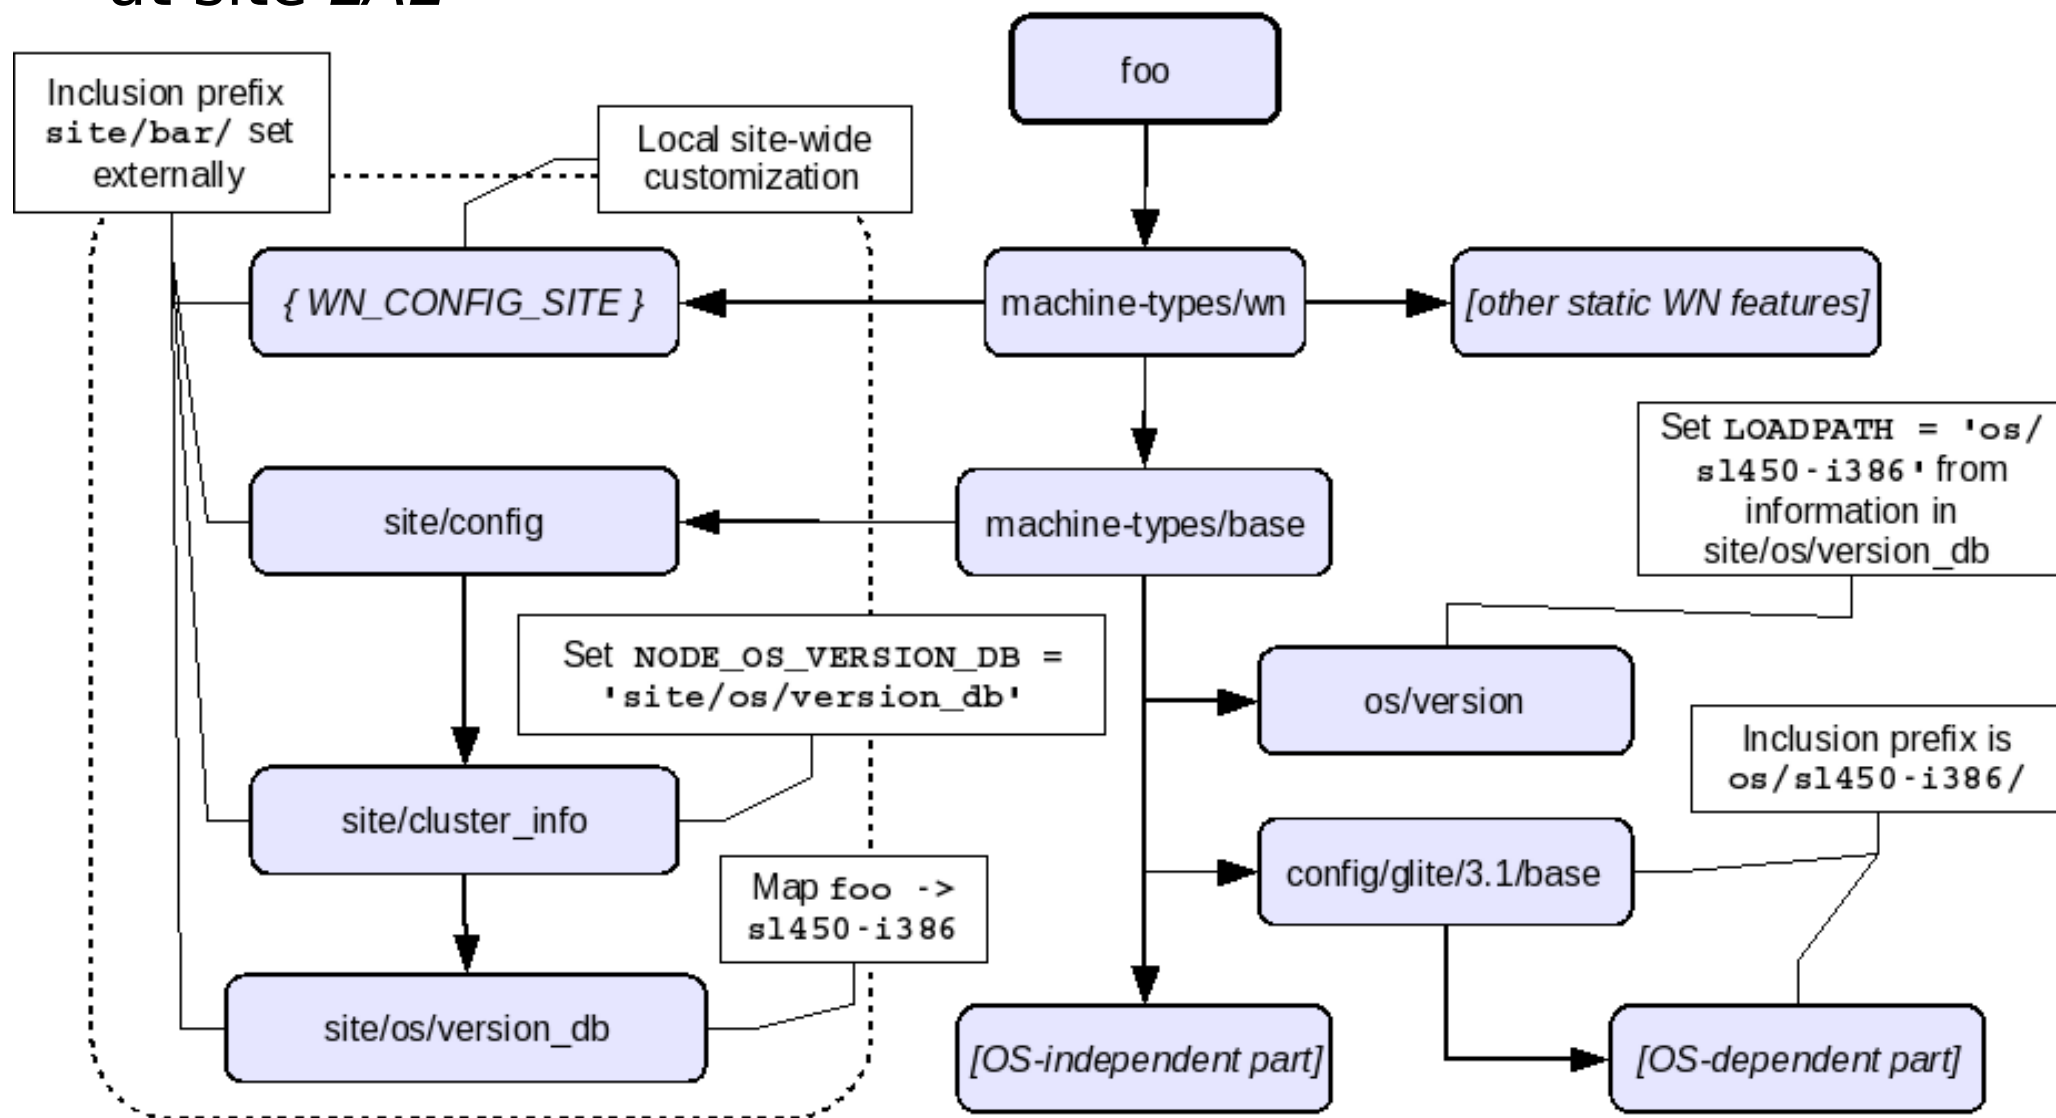 foo
Inclusion prefix
site/bar/ set
externally
Local site-wide
customization
{ WN_CONFIG_SITE }
machine-types/wn
[other static WN features]
Set LOADPATH = 'os/
sl450-i386' from
information in
site/os/version_db
site/config
machine-types/base
Set NODE_OS_VERSION_DB =
'site/os/version_db'
os/version
Inclusion prefix is
os/sl450-i386/
site/cluster_info
config/glite/3.1/base
Map foo ->
sl450-i386
site/os/version_db
[OS-independent part]
[OS-dependent part]